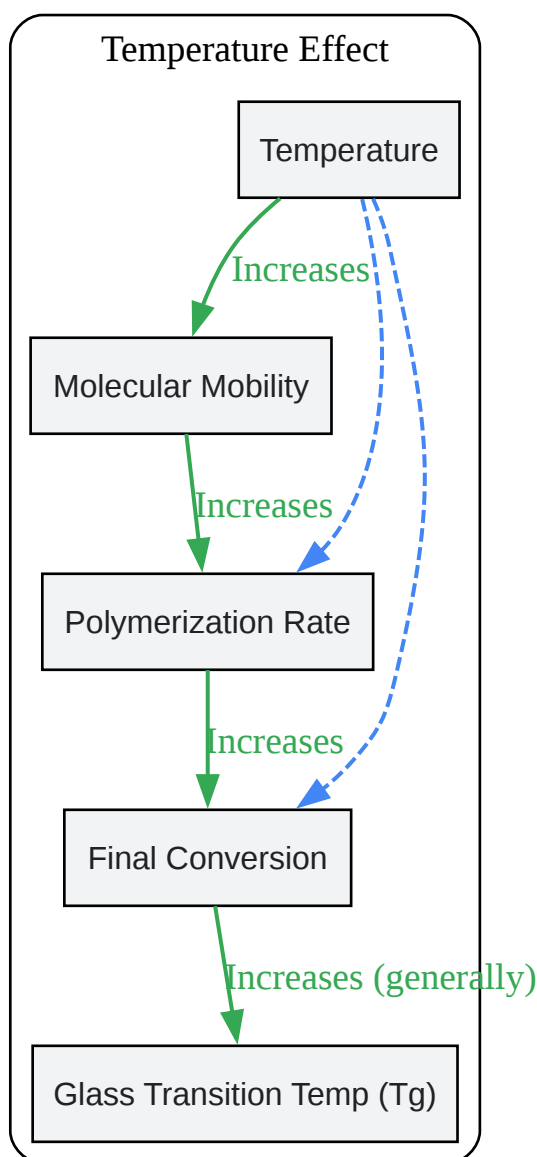 Temperature Effect
Temperature
Increases
Molecular Mobility
Increases
Polymerization Rate
Increases
Final Conversion
Increases (generally)
Glass Transition Temp (Tg)